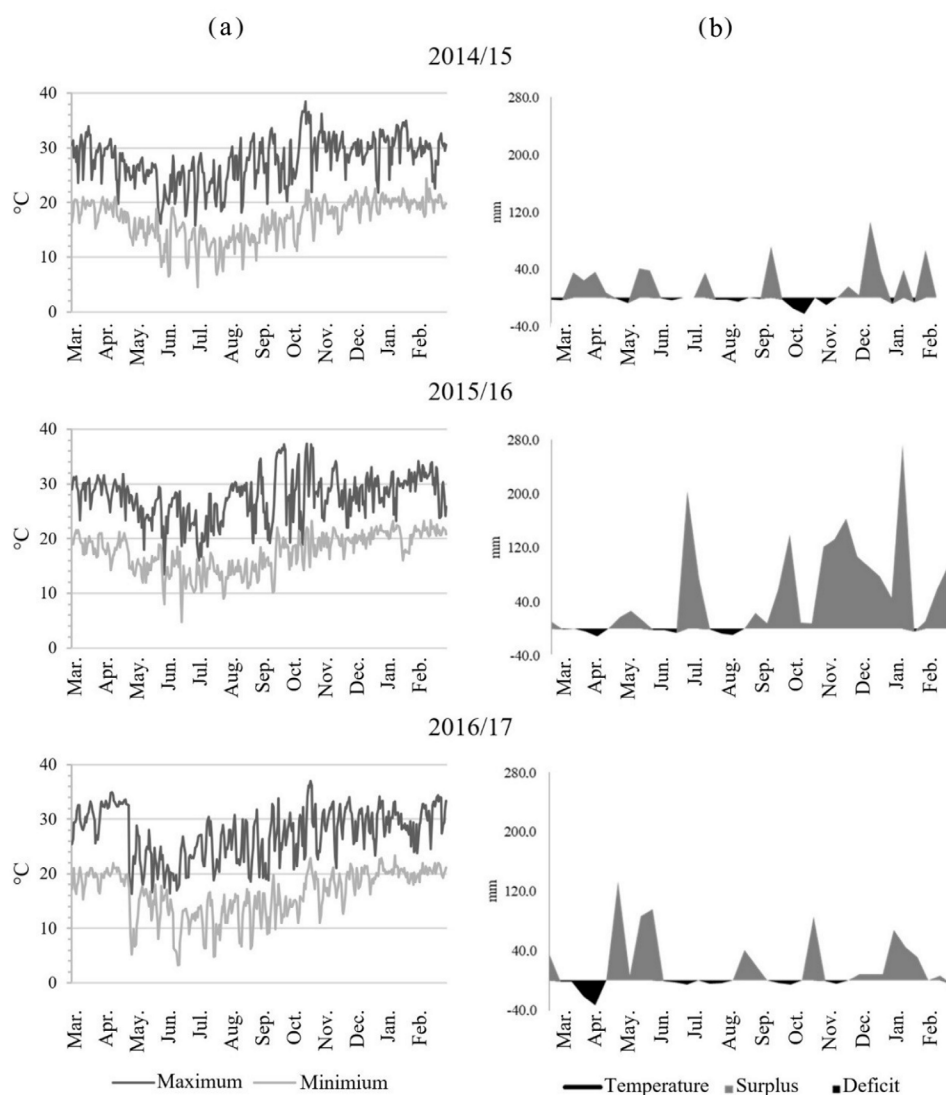 (a)
(b)
2014/15
40
30
20
10
0
°C
Mar.
Apr.
May.
Jun.
Jul.
Aug.
Sep.
Oct.
Nov.
Dec.
Jan.
Feb.
280.0
200.0
120.0
40.0
-40.0
mm
Mar.
Apr.
May.
Jun.
Jul.
Aug.
Sep.
Oct.
Nov.
Dec.
Jan.
Feb.
2015/16
40
30
20
10
0
°C
Mar.
Apr.
May.
Jun.
Jul.
Aug.
Sep.
Oct.
Nov.
Dec.
Jan.
Feb.
280.0
200.0
120.0
40.0
-40.0
mm
Mar.
Apr.
May.
Jun.
Jul.
Aug.
Sep.
Oct.
Nov.
Dec.
Jan.
Feb.
2016/17
40
30
20
10
0
°C
Mar.
Apr.
May.
Jun.
Jul.
Aug.
Sep.
Oct.
Nov.
Dec.
Jan.
Feb.
280.0
200.0
120.0
40.0
-40.0
mm
Mar.
Apr.
May.
Jun.
Jul.
Aug.
Sep.
Oct.
Nov.
Dec.
Jan.
Feb.
Maximum Minimium
Temperature Surplus Deficit